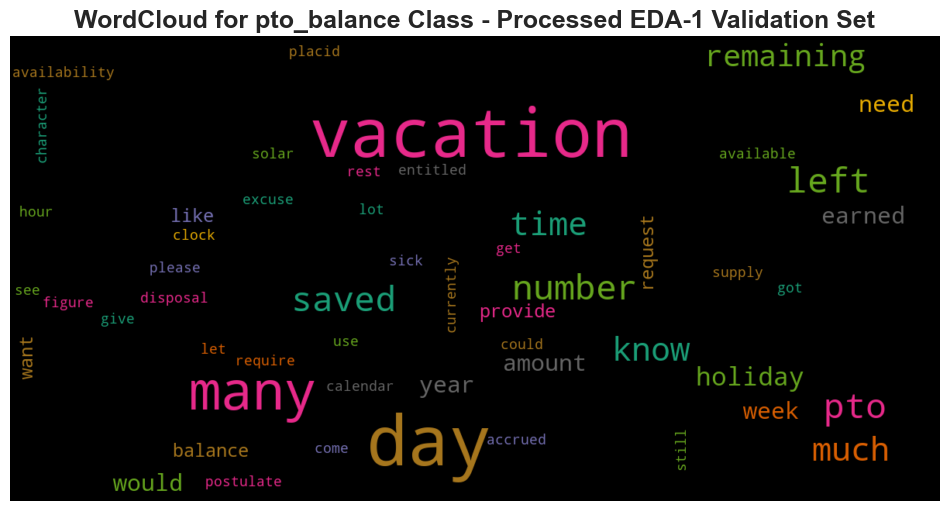 WordCloud for pto_balance Class - Processed EDA-1 Validation Set
placid
remaining
availability
character
need
vacation
solar
available
rest
entitled
left
excuse
hour
like
lot
time
earned
clock
request
get
please
sick
currently
supply
see
figure
disposal
saved
number
got
give
provide
want
let
require
use
could
know
amount
many
calendar
year
holiday
week
pto
day
accrued
balance
come
still
much
would
postulate